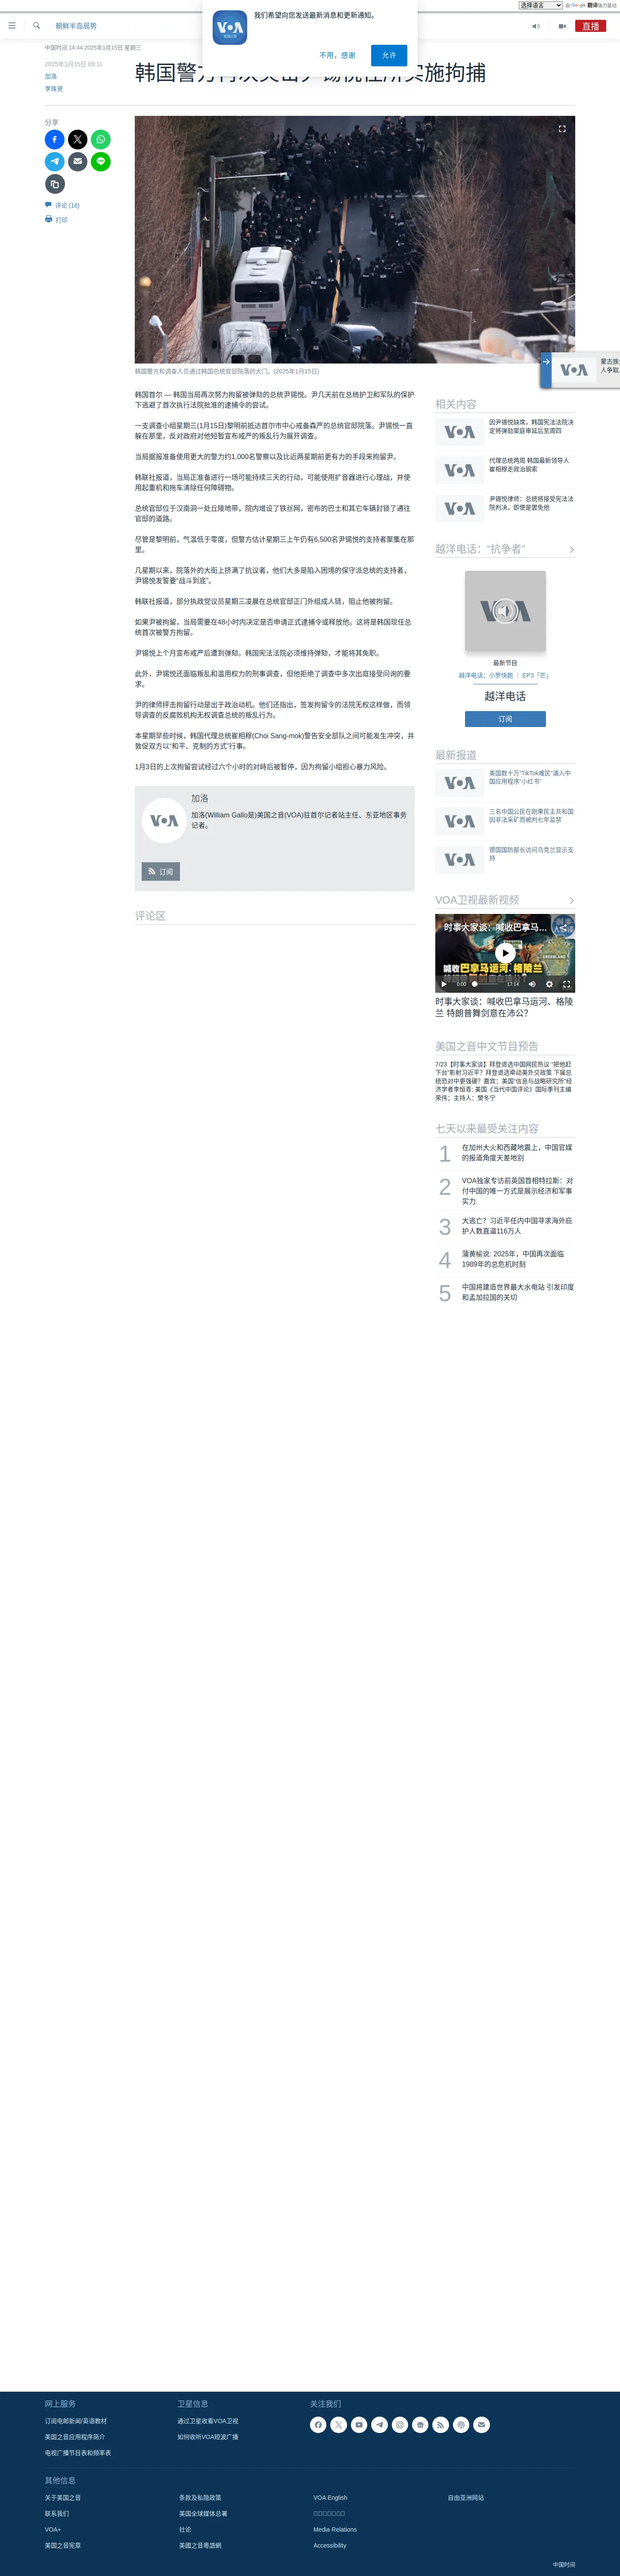 选择语言 由 Google 翻译强力驱动
我们希望向您发送最新消息和更新通知。
不用，感谢
允许
朝鲜半岛局势
直播
中国时间 14:44 2025年1月15日 星期三
2025年1月15日 09:11
加洛
李珠贤
实施拘捕
分享
评论 (16)
打印
韩国警方和调查人员通过韩国总统官邸院落的大门。(2025年1月15日)
韩国首尔 — 韩国当局再次努力拘留被弹劾的总统尹锡悦。尹几天前在总统护卫和军队的保护
下逃避了首次执行法院批准的逮捕令的尝试。
一支调查小组星期三(1月15日)黎明前抵达首尔市中心戒备森严的总统官邸院落。尹锡悦一直
躲在那里，反对政府对他短暂宣布戒严的叛乱行为展开调查。
当局据报准备使用更大的警力约1,000名警察以及比近两星期前更有力的手段来拘留尹。
韩联社报道，当局正准备进行一场可能持续三天的行动，可能使用扩音器进行心理战，并使
用起重机和拖车清除任何障碍物。
总统官邸位于汉南洞一处丘陵地带，院内增设了铁丝网，密布的巴士和其它车辆封锁了通往
官邸的道路。
尽管是黎明前，气温低于零度，但警方估计星期三上午仍有6,500名尹锡悦的支持者聚集在那
里。
几星期以来，院落外的大街上挤满了抗议者，他们大多是陷入困境的保守派总统的支持者，
尹锡悦发誓要“战斗到底”。
韩联社报道，部分执政党议员星期三凌晨在总统官邸正门外组成人链，阻止他被拘留。
如果尹被拘留，当局需要在48小时内决定是否申请正式逮捕令或释放他。这将是韩国现任总
统首次被警方拘留。
尹锡悦上个月宣布戒严后遭到弹劾。韩国宪法法院必须维持弹劾，才能将其免职。
此外，尹锡悦还面临叛乱和滥用权力的刑事调查，但他拒绝了调查中多次出庭接受问询的要
求。
尹的律师抨击拘留行动是出于政治动机。他们还指出，签发拘留令的法院无权这样做，而领
导调查的反腐败机构无权调查总统的叛乱行为。
本星期早些时候，韩国代理总统崔相穆(Choi Sang-mok)警告安全部队之间可能发生冲突，并
敦促双方以“和平、克制的方式”行事。
1月3日的上次拘留尝试经过六个小时的对峙后被暂停，因为拘留小组担心暴力风险。
加洛
加洛(William Gallo是)美国之音(VOA)驻首尔记者站主任、东亚地区事务
记者。
订阅
评论区
蒙古族
人争取
相关内容
因尹锡悦缺席，韩国宪法法院决
定将弹劾案庭审延后至周四
代理总统两周 韩国最新领导人
崔相穆走政治钢索
尹锡悦律师：总统将接受宪法法
院判决，即使是罢免他
越洋电话：“抗争者”
最新节目
越洋电话：小罗快跑 ｜ EP3「芒」
越洋电话
订阅
最新报道
美国数十万“TikTok难民”涌入中
国应用程序“小红书”
三名中国公民在刚果民主共和国
因非法采矿而被判七年监禁
德国国防部长访问乌克兰显示支
持
VOA卫视最新视频
时事大家谈：喊收巴拿马...
喊收巴拿马运河、格陵兰
0:00
17:14
时事大家谈：喊收巴拿马运河、格陵
兰 特朗普舞剑意在沛公？
美国之音中文节目预告
7/23【时事大家谈】拜登退选中国网民热议 “把他赶
下台”影射习近平？拜登退选牵动美外交政策 下届总
统恐对中更强硬？嘉宾：美国“信息与战略研究所”经
济学者李恒青; 美国《当代中国评论》国际季刊主编
荣伟；主持人：樊冬宁
七天以来最受关注内容
1 在加州大火和西藏地震上，中国官媒
的报道角度天差地别
2 VOA独家专访前英国首相特拉斯：对
付中国的唯一方式是展示经济和军事
实力
3 大逃亡？习近平任内中国寻求海外庇
护人数直逼116万人
4 蒲黄榆说: 2025年，中国再次面临
1989年的总危机时刻
5 中国将建造世界最大水电站 引发印度
和孟加拉国的关切
网上服务
订阅电邮新闻/英语教材
美国之音应用程序简介
电视广播节目表和频率表
卫星信息
通过卫星收看VOA卫视
如何收听VOA短波广播
关注我们
其他信息
关于美国之音
条款及私隐政策
VOA English
自由亚洲网站
联系我们
美国全球媒体总署
VOA+
社论
Media Relations
美国之音宪章
美國之音粵語網
Accessibility
中国时间